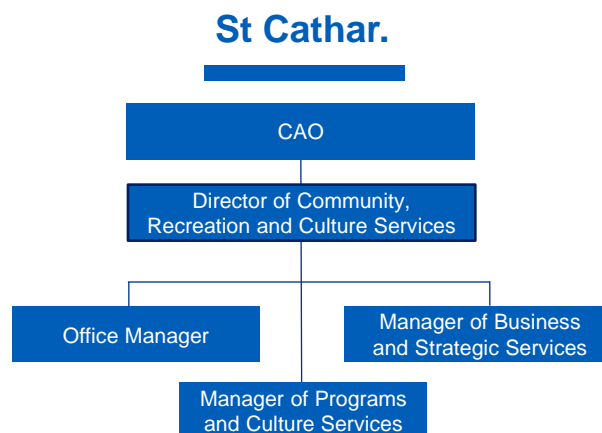 St Cathar.
CAO
Director of Community,
Recreation and Culture Services
Office Manager
Manager of Business
and Strategic Services
Manager of Programs
and Culture Services